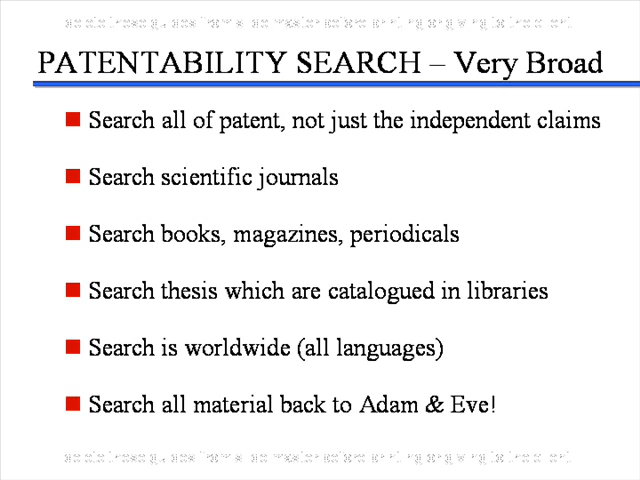 PATENTABILITY SEARCH – Very Broad
Search all of patent, not just the independent claims
Search scientific journals
Search books, magazines, periodicals
Search thesis which are catalogued in libraries
Search is worldwide (all languages)
Search all material back to Adam & Eve!